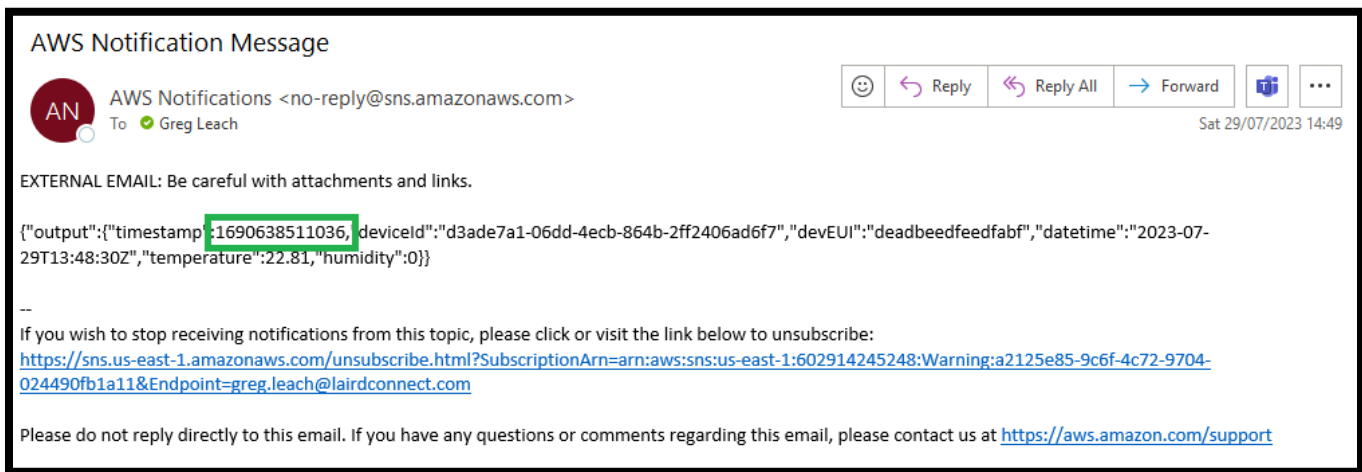 AWS Notification Message
AN
AWS Notifications <no-reply@sns.amazonaws.com>
To Greg Leach
Reply
Reply All
Forward
Sat 29/07/2023 14:49
EXTERNAL EMAIL: Be careful with attachments and links.
{"output":{"timestamp":1690638511036,"deviceId":"d3ade7a1-06dd-4ecb-864b-2ff2406ad6f7","devEUI":"deadbeedfeedfabf","datetime":"2023-07-
29T13:48:30Z","temperature":22.81,"humidity":0}}
--
If you wish to stop receiving notifications from this topic, please click or visit the link below to unsubscribe:
https://sns.us-east-1.amazonaws.com/unsubscribe.html?SubscriptionArn=arn:aws:sns:us-east-1:602914245248:Warning:a2125e85-9c6f-4c72-9704-
024490fb1a11&Endpoint=greg.leach@lairdconnect.com
Please do not reply directly to this email. If you have any questions or comments regarding this email, please contact us at https://aws.amazon.com/support